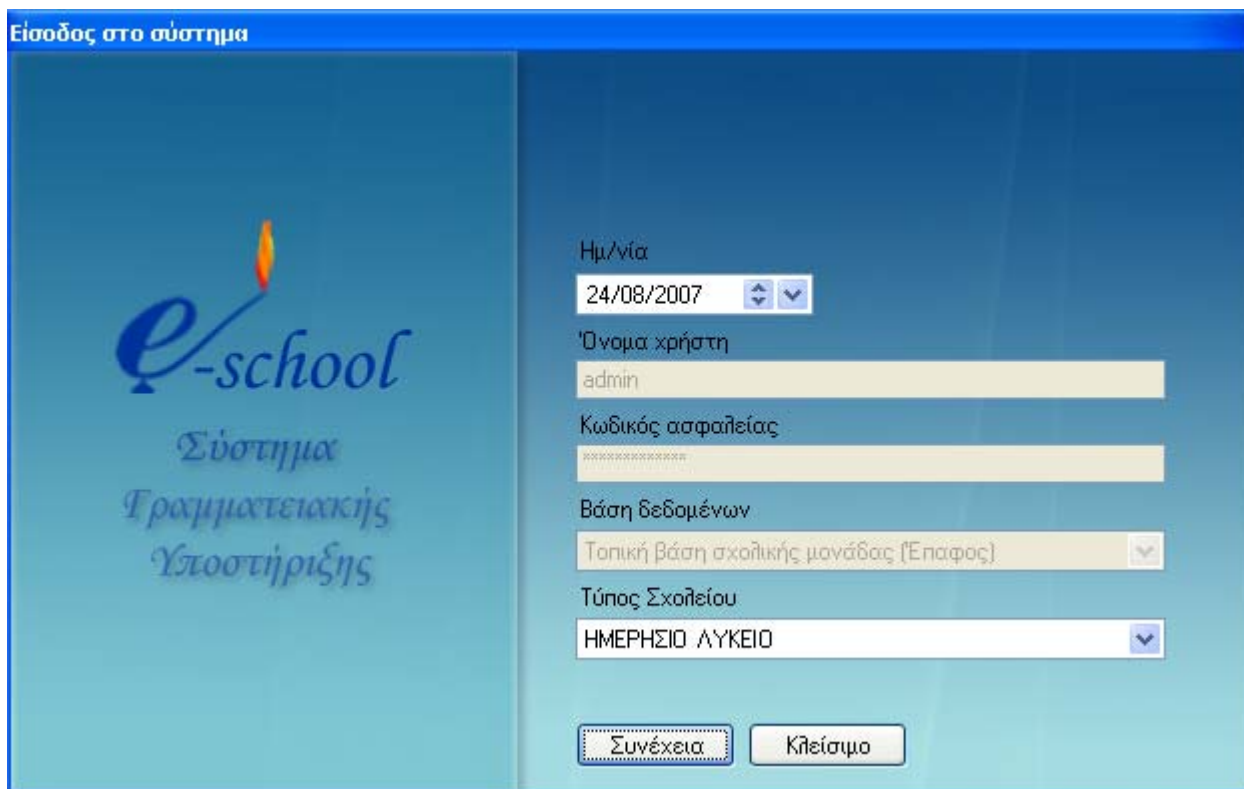 Είσοδος στο σύστημα
e-school
Σύστημα
Γραμματειακής
Υποστήριξης
Ημ/νία
24/08/2007
Όνομα χρήστη
admin
Κωδικός ασφαλείας
*************
Βάση δεδομένων
Τοπική βάση σχολικής μονάδας (Έπαφος)
Τύπος Σχολείου
ΗΜΕΡΗΣΙΟ ΛΥΚΕΙΟ
Συνέχεια Κλείσιμο